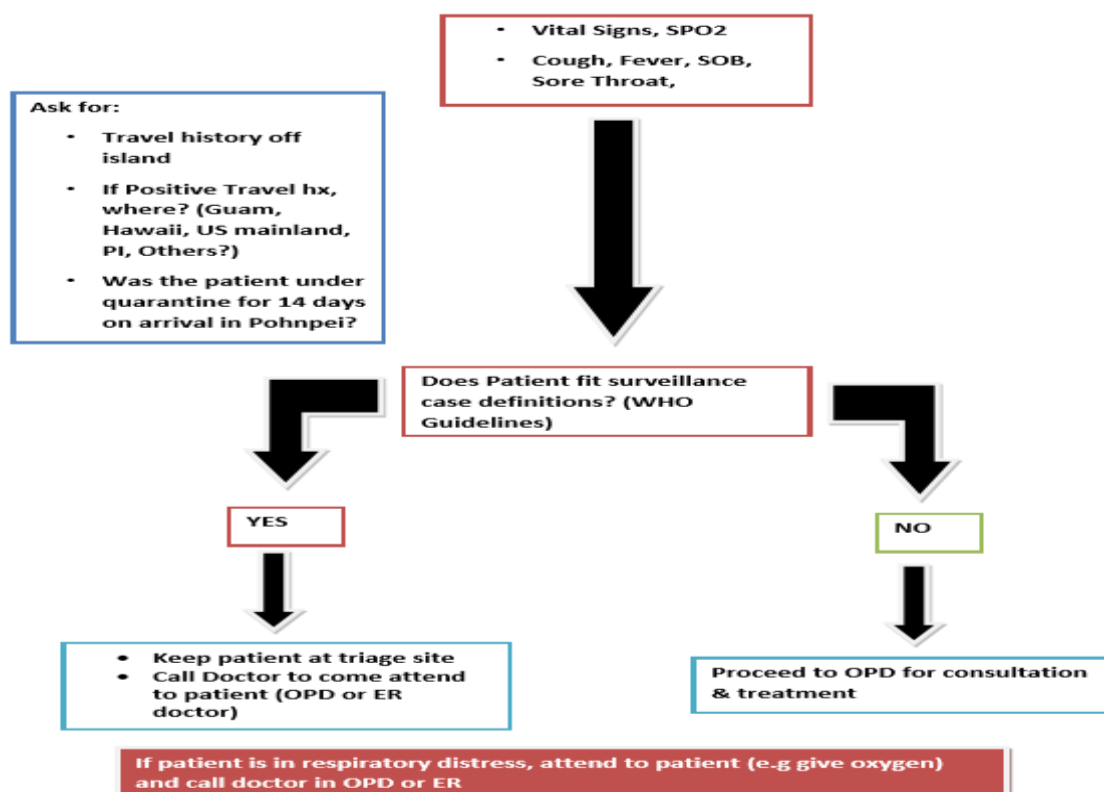 • Vital Signs, SPO2
• Cough, Fever, SOB,
Sore Throat,
Ask for:
• Travel history off
island
• If Positive Travel hx,
where? (Guam,
Hawaii, US mainland,
PI, Others?)
• Was the patient under
quarantine for 14 days
on arrival in Pohnpei?
Does Patient fit surveillance
case definitions? (WHO
Guidelines)
YES
NO
• Keep patient at triage site
• Call Doctor to come attend
to patient (OPD or ER
doctor)
Proceed to OPD for consultation
& treatment
If patient is in respiratory distress, attend to patient (e.g give oxygen)
and call doctor in OPD or ER